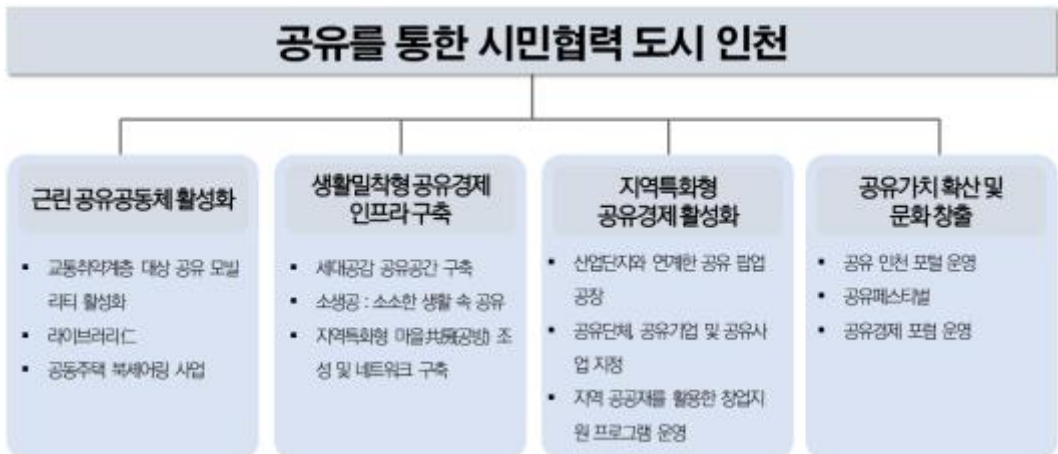 공유를 통한 시민협력 도시 인천
근린 공유공동체 활성화
▪ 교통취약계층 대상 공유 모빌
리티 활성화
▪ 라이브러리仁
▪ 공동주택 북셰어링 사업
생활밀착형 공유경제
인프라 구축
▪ 세대공감 공유공간 구축
▪ 소생공 : 소소한 생활 속 공유
▪ 지역특화형 마을共房(공방) 조
성 및 네트워크 구축
지역특화형
공유경제 활성화
▪ 산업단지와 연계한 공유 팝업
공장
▪ 공유단체, 공유기업 및 공유사
업 지정
▪ 지역 공공재를 활용한 창업지
원 프로그램 운영
공유가치 확산 및
문화 창출
▪ 공유 인천 포털 운영
▪ 공유페스티벌
▪ 공유경제 포럼 운영